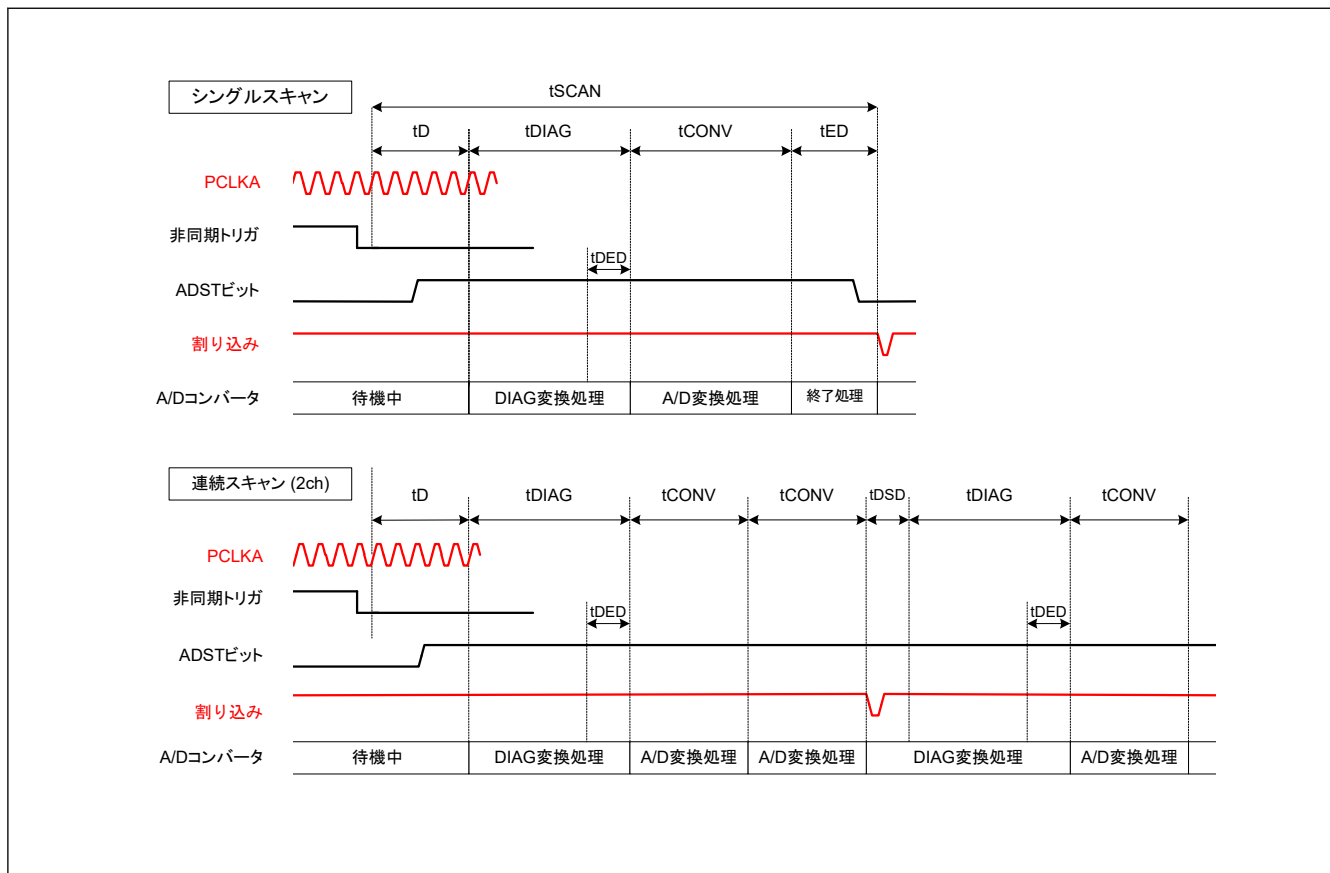 シングルスキャン
tSCAN
tD tDIAG tCONV tED
PCLKA
非同期トリガ
tDED
ADSTビット
割り込み
A/Dコンバータ 待機中 DIAG変換処理 A/D変換処理 終了処理
連続スキャン (2ch)
tD tDIAG tCONV tCONV tDSD tDIAG tCONV
PCLKA
非同期トリガ
tDED tDED
ADSTビット
割り込み
A/Dコンバータ 待機中 DIAG変換処理 A/D変換処理 A/D変換処理 DIAG変換処理 A/D変換処理